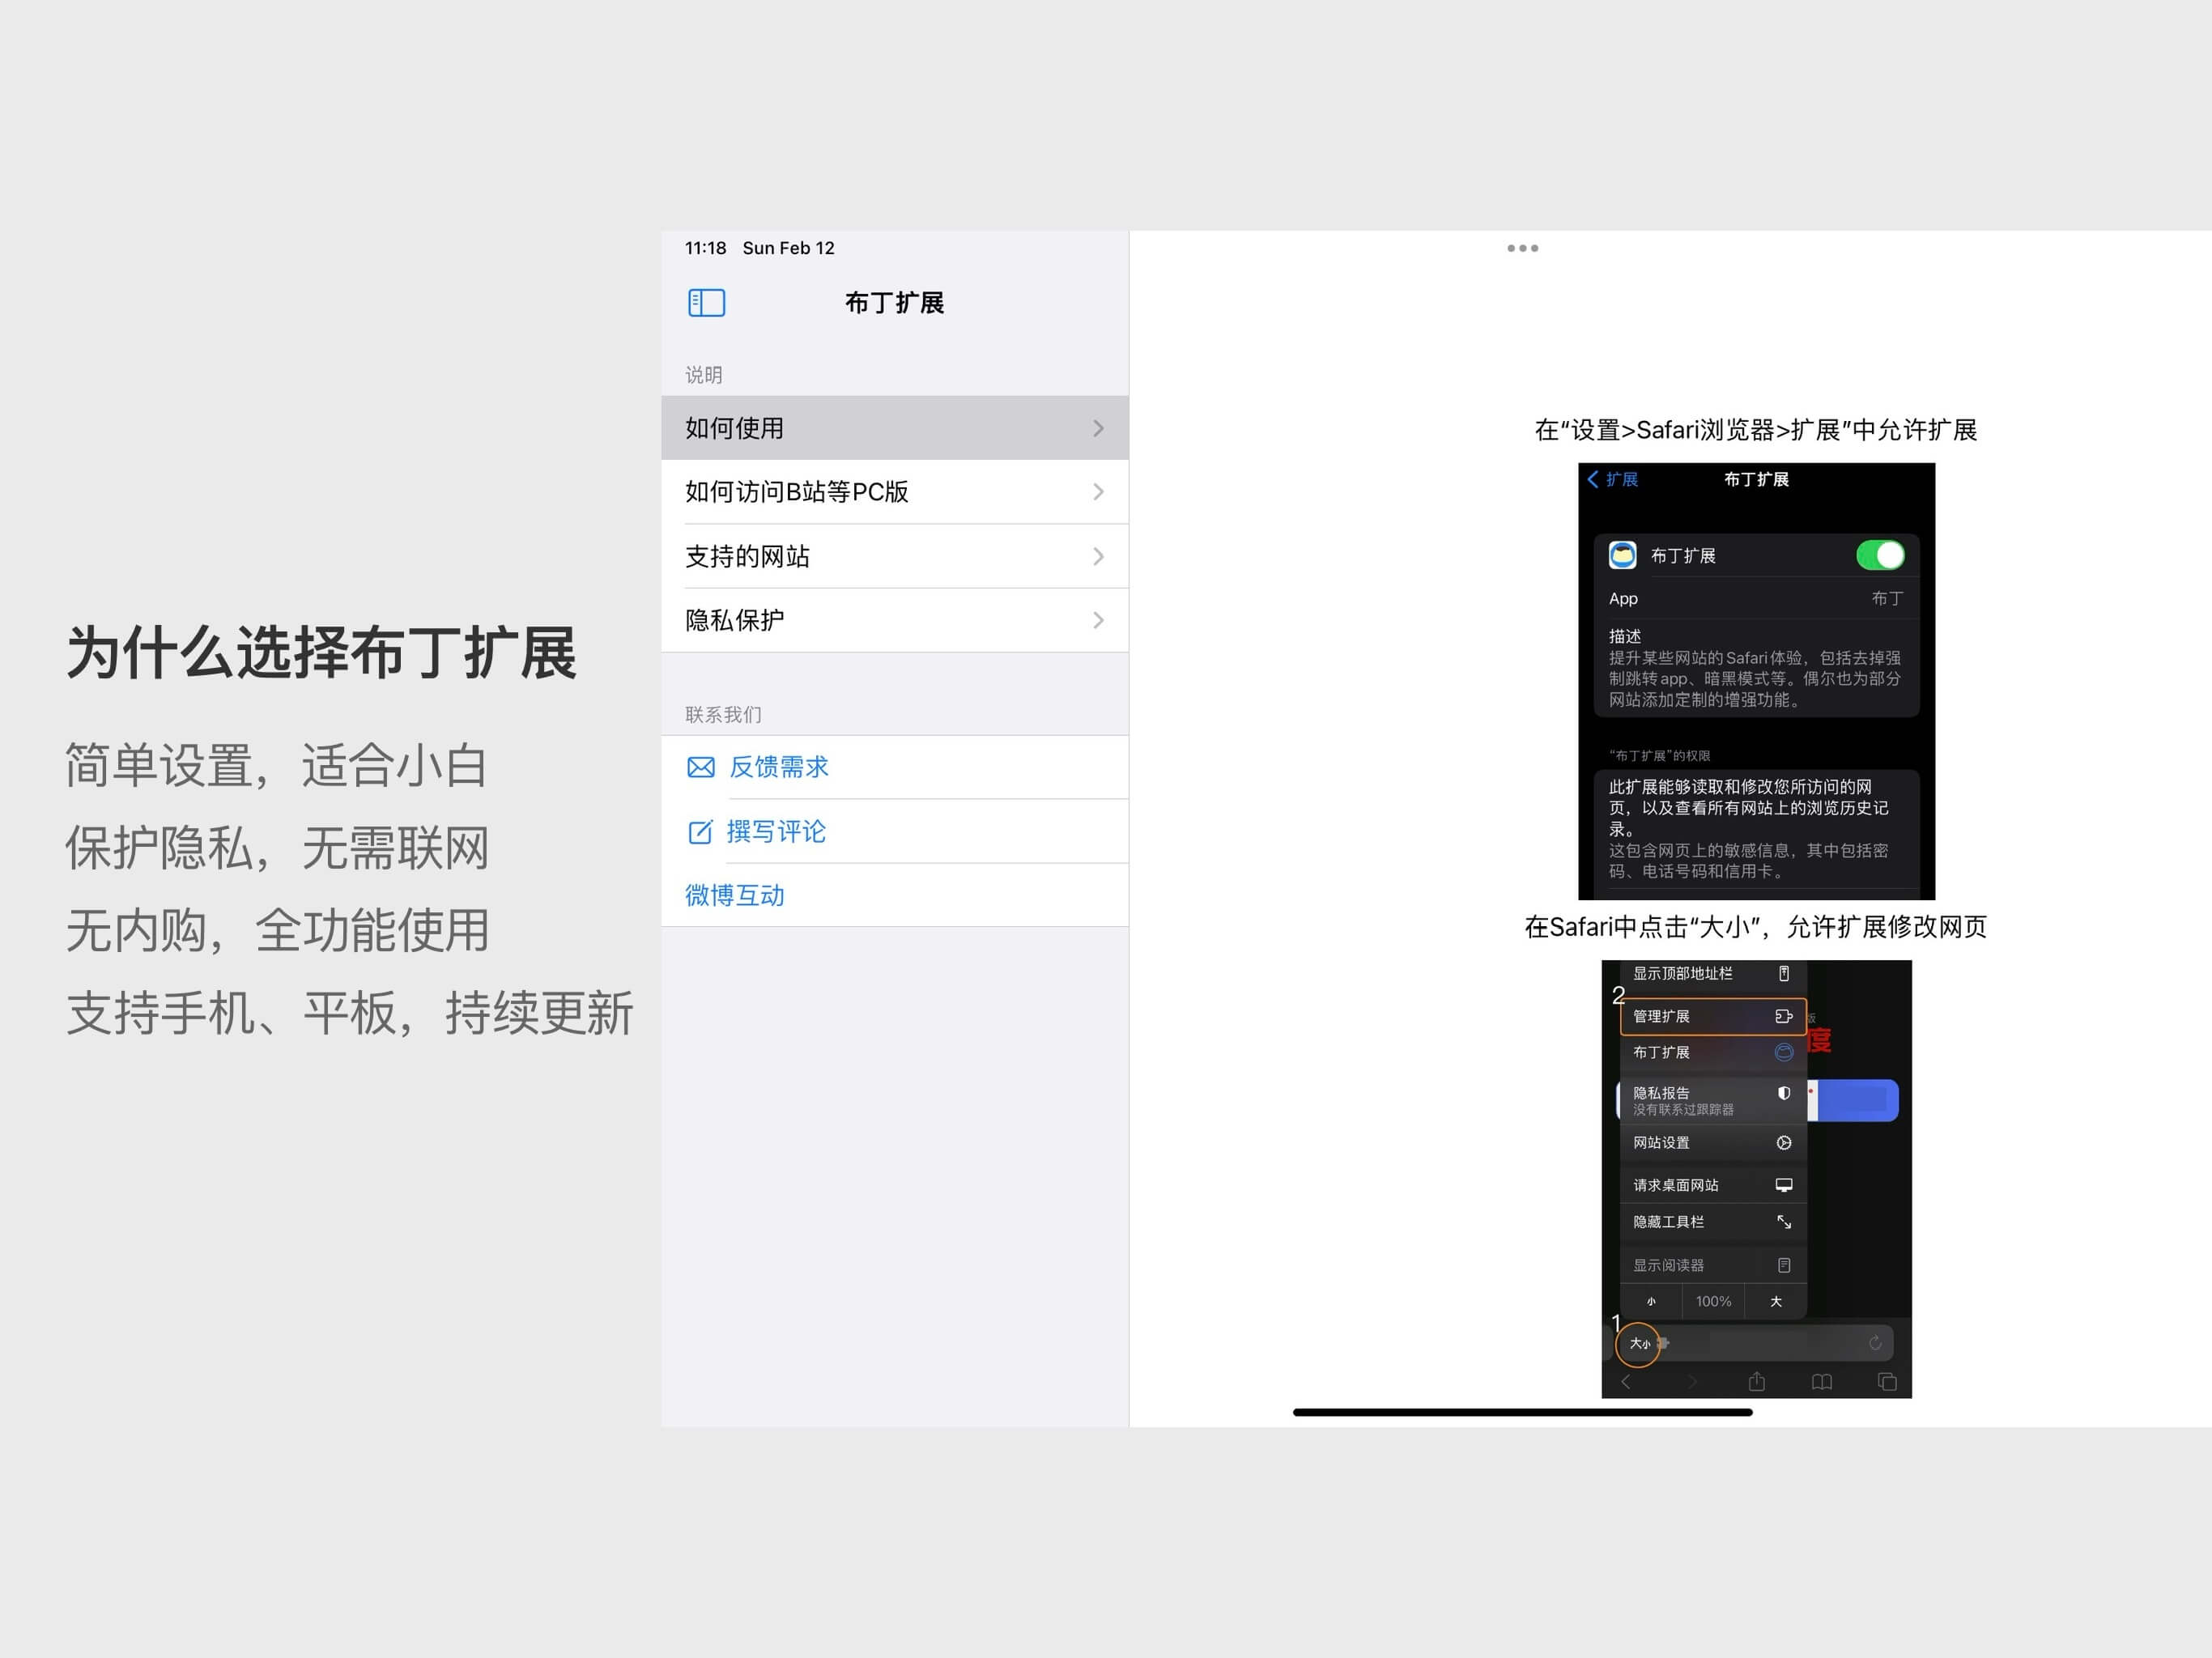 为什么选择布丁扩展
简单设置，适合小白
保护隐私，无需联网
无内购，全功能使用
支持手机、平板，持续更新
11:18 Sun Feb 12
布丁扩展
说明
如何使用
如何访问B站等PC版
支持的网站
隐私保护
联系我们
反馈需求
撰写评论
微博互动
在“设置>Safari浏览器>扩展”中允许扩展
扩展
布丁扩展
布丁扩展
App
布丁
描述
提升某些网站的Safari体验，包括去掉强
制跳转app、暗黑模式等。偶尔也为部分
网站添加定制的增强功能。
“布丁扩展”的权限
此扩展能够读取和修改您所访问的网
页，以及查看所有网站上的浏览历史记
录。
这包含网页上的敏感信息，其中包括密
码、电话号码和信用卡。
在Safari中点击“大小”，允许扩展修改网页
显示顶部地址栏
2
管理扩展
版
度
布丁扩展
隐私报告
没有联系过跟踪器
网站设置
请求桌面网站
隐藏工具栏
显示阅读器
小 100% 大
1
大小